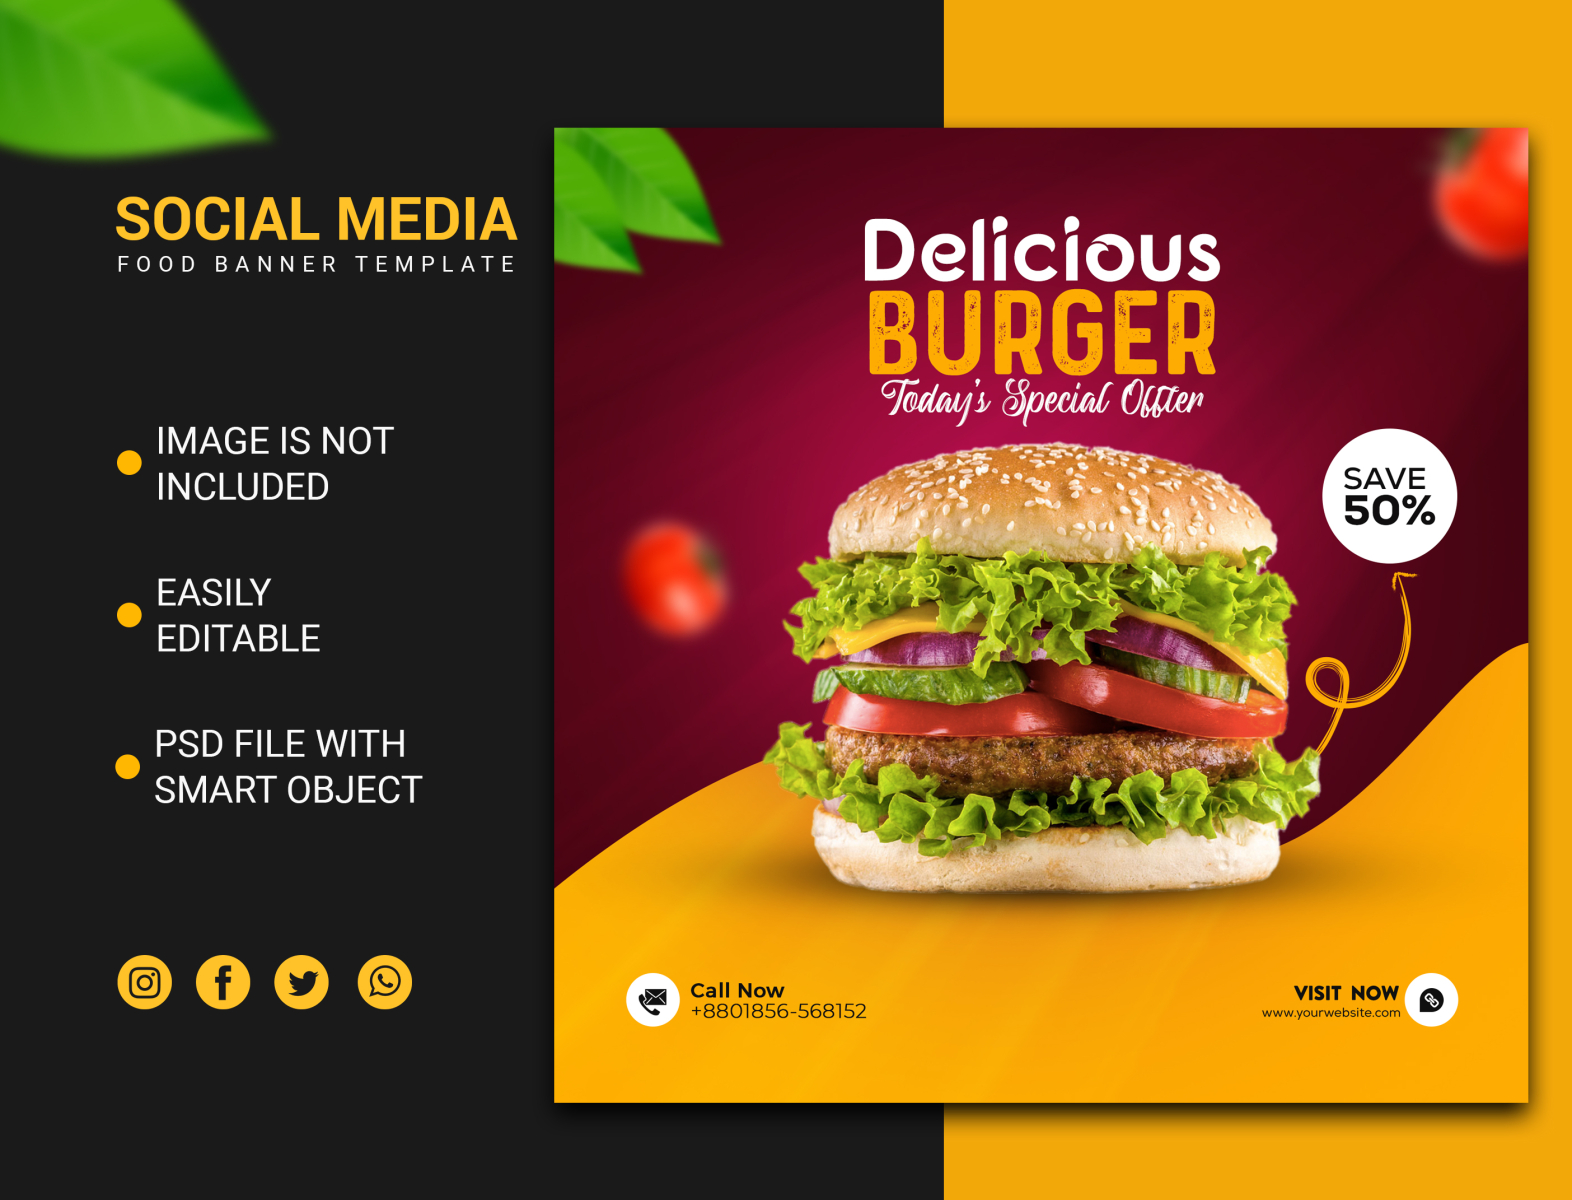 SOCIAL MEDIA
FOOD BANNER TEMPLATE
IMAGE IS NOT
INCLUDED
EASILY
EDITABLE
PSD FILE WITH
SMART OBJECT
Delicious
BURGER
Today's Special Offter
SAVE
50%
Call Now
+8801856-568152
VISIT NOW
www.yourwebsite.com